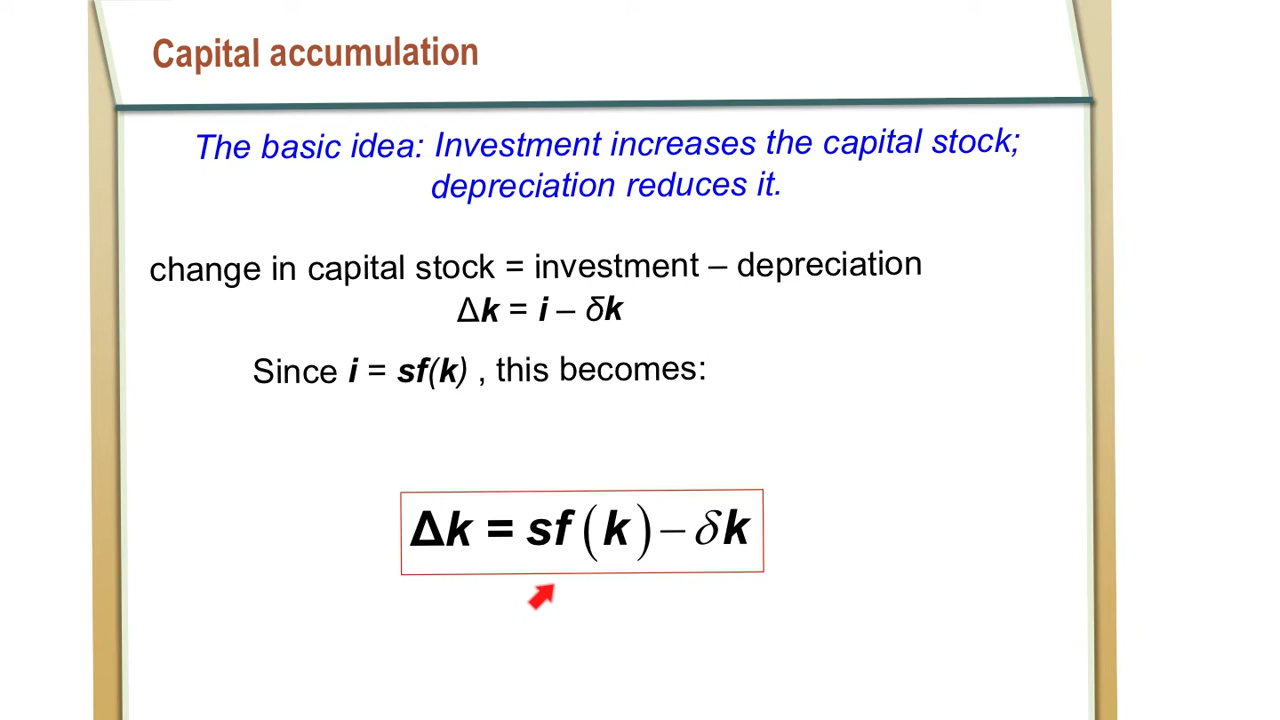 Capital accumulation
The basic idea: Investment increases the capital stock;
depreciation reduces it.
change in capital stock = investment – depreciation
Δk = i – δk
Since i = sf(k) , this becomes:
Δk = sf(k) – δk